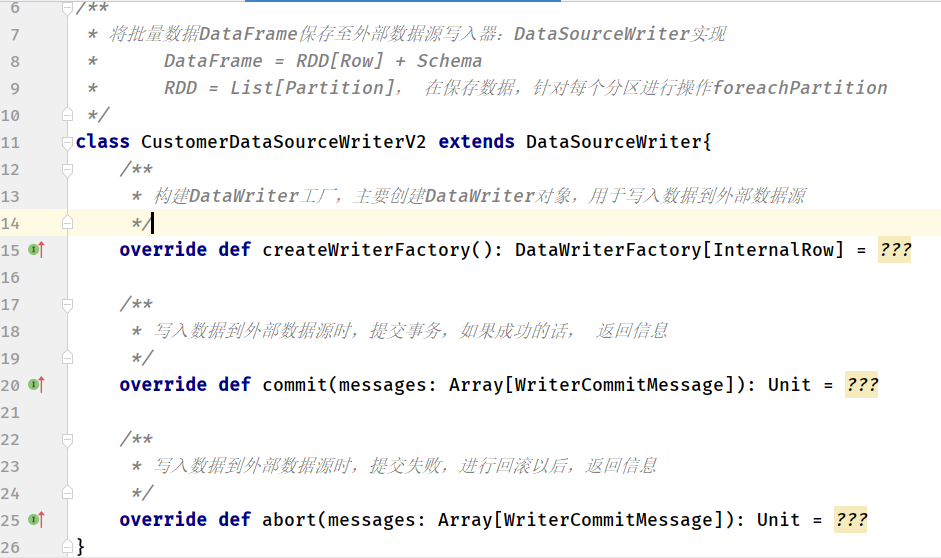 6 /**
7 * 将批量数据DataFrame保存至外部数据源写入器：DataSourceWriter实现
8 * DataFrame = RDD[Row] + Schema
9 * RDD = List[Partition]， 在保存数据，针对每个分区进行操作foreachPartition
10 */
11 class CustomerDataSourceWriterV2 extends DataSourceWriter{
12 /**
13 * 构建DataWriter工厂，主要创建DataWriter对象，用于写入数据到外部数据源
14 */
15 override def createWriterFactory(): DataWriterFactory[InternalRow] = ???
16
17 /**
18 * 写入数据到外部数据源时，提交事务，如果成功的话， 返回信息
19 */
20 override def commit(messages: Array[WriterCommitMessage]): Unit = ???
21
22 /**
23 * 写入数据到外部数据源时，提交失败，进行回滚以后，返回信息
24 */
25 override def abort(messages: Array[WriterCommitMessage]): Unit = ???
26 }